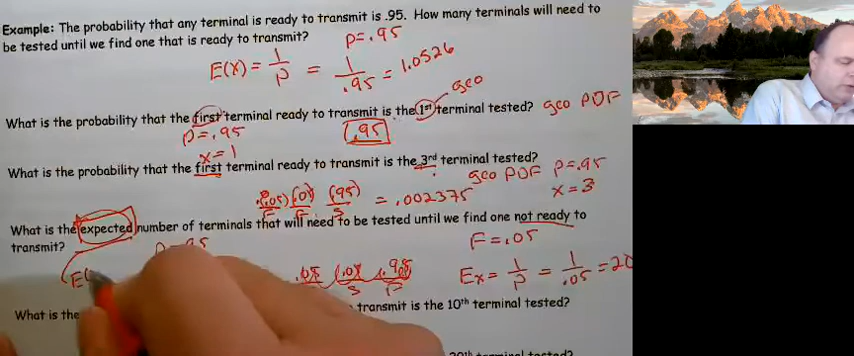 Example: The probability that any terminal is ready to transmit is .95. How many terminals will need to
be tested until we find one that is ready to transmit?
p=.95
E(x) = 1/p = 1/.95 = 1.0526
geo
What is the probability that the first terminal ready to transmit is the 1st terminal tested? geo PDF
p=.95
.95
x=1
What is the probability that the first terminal ready to transmit is the 3rd terminal tested?
geo PDF p=.95
(.05)(.05)(.95) = .002375
x=3
F F S
What is the expected number of terminals that will need to be tested until we find one not ready to
transmit?
F=.05
Ex = 1/p = 1/.05 = 20
S F
What is the
transmit is the 10th terminal tested?